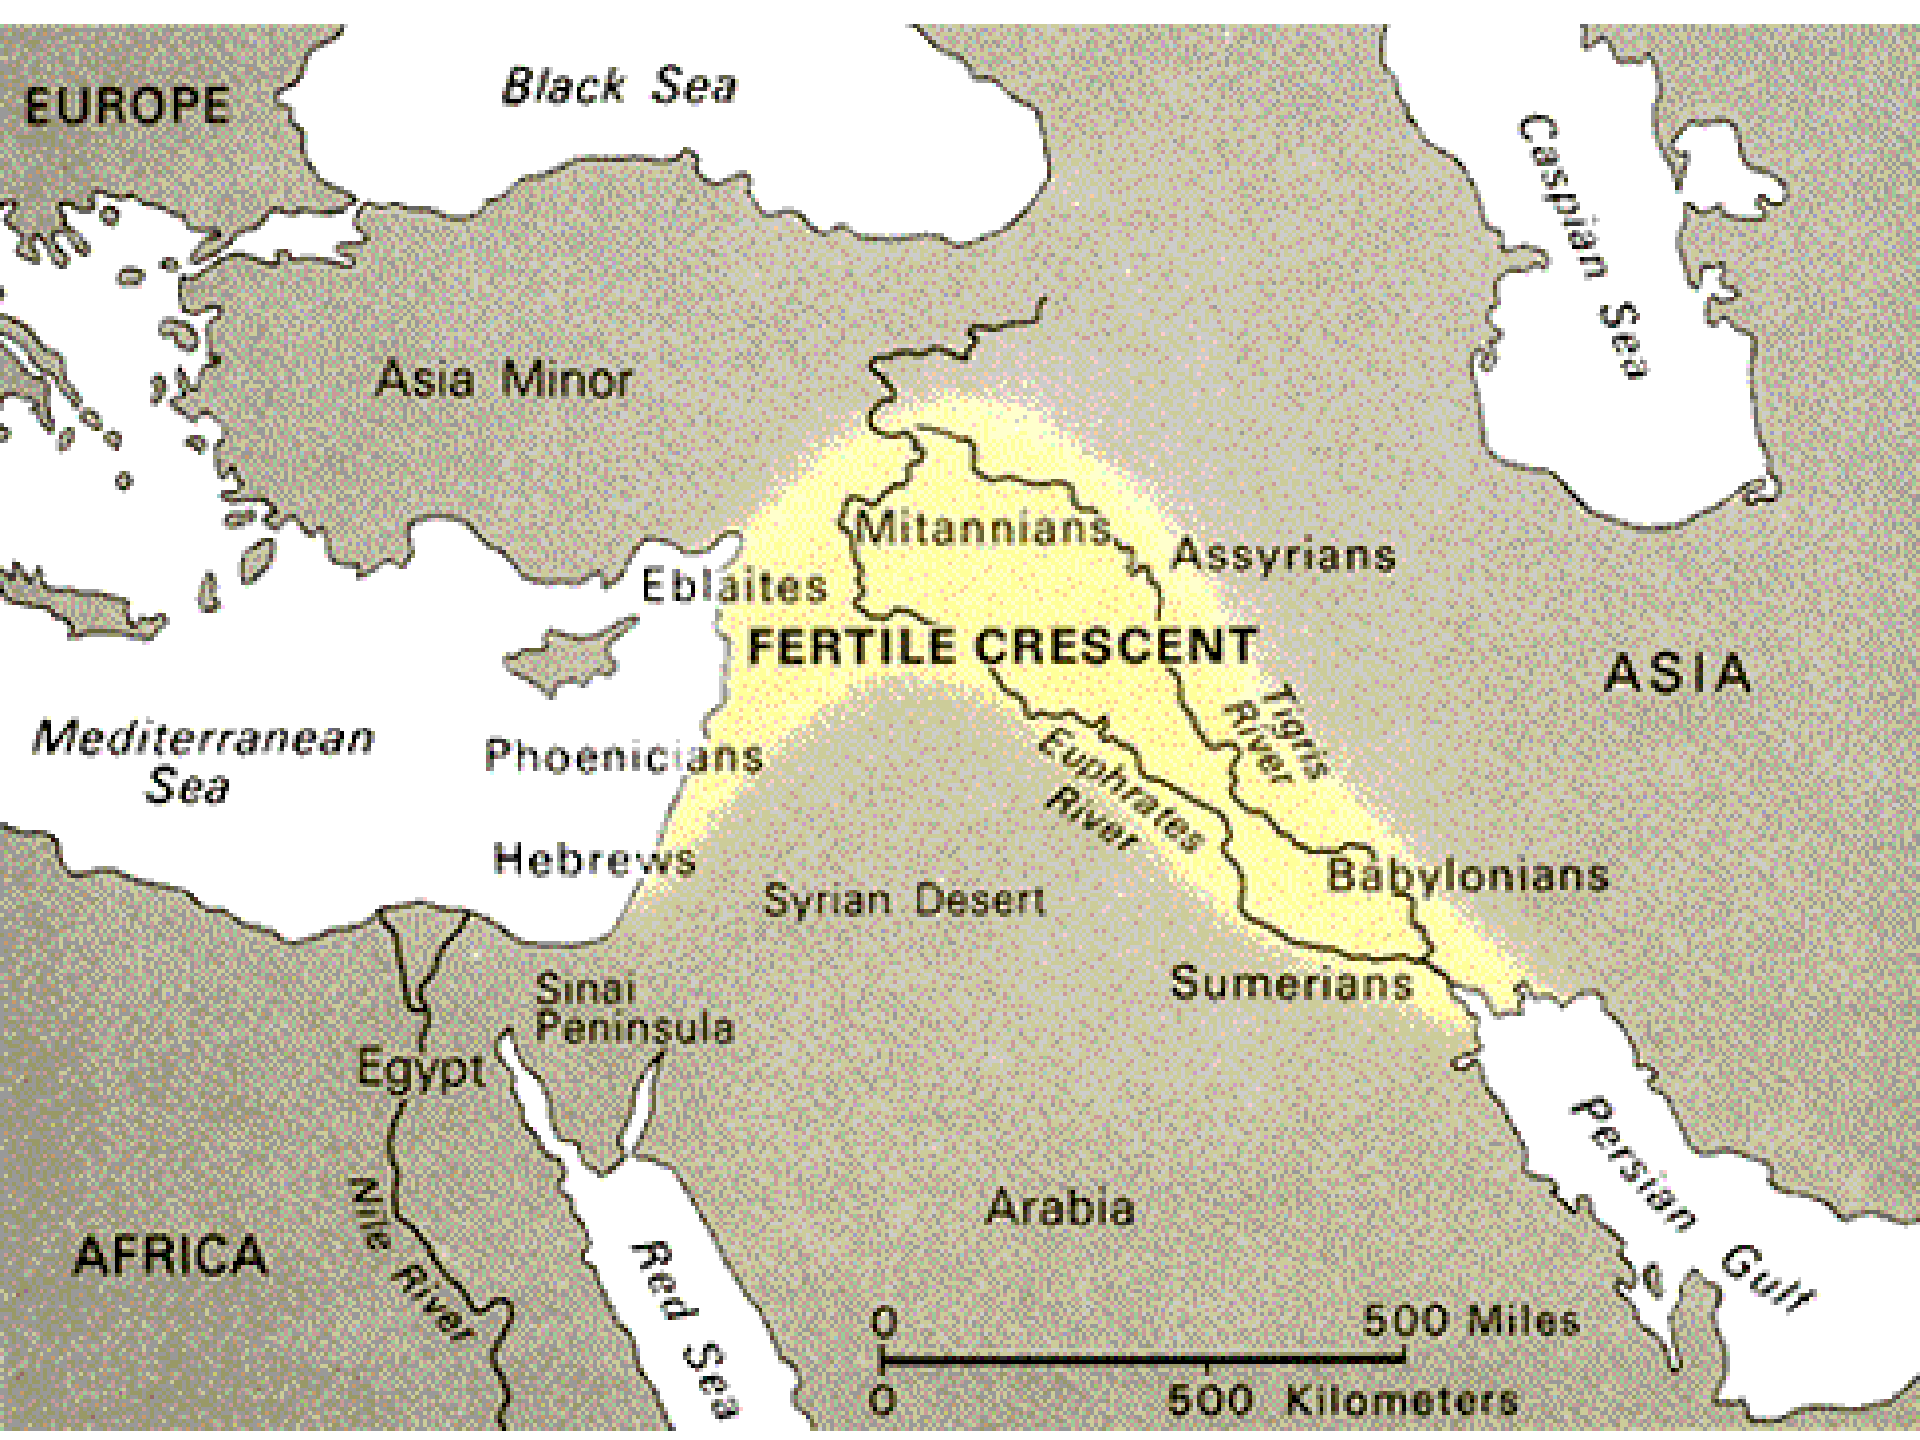 EUROPE
Black Sea
Caspian Sea
Asia Minor
Mitannians
Assyrians
Eblaites
FERTILE CRESCENT
ASIA
Tigris
River
Mediterranean
Sea
Phoenicians
Euphrates
River
Hebrews
Babylonians
Syrian Desert
Sumerians
Sinai
Peninsula
Egypt
Persian Gulf
Nile River
Arabia
AFRICA
Red Sea
0 500 Miles
0 500 Kilometers